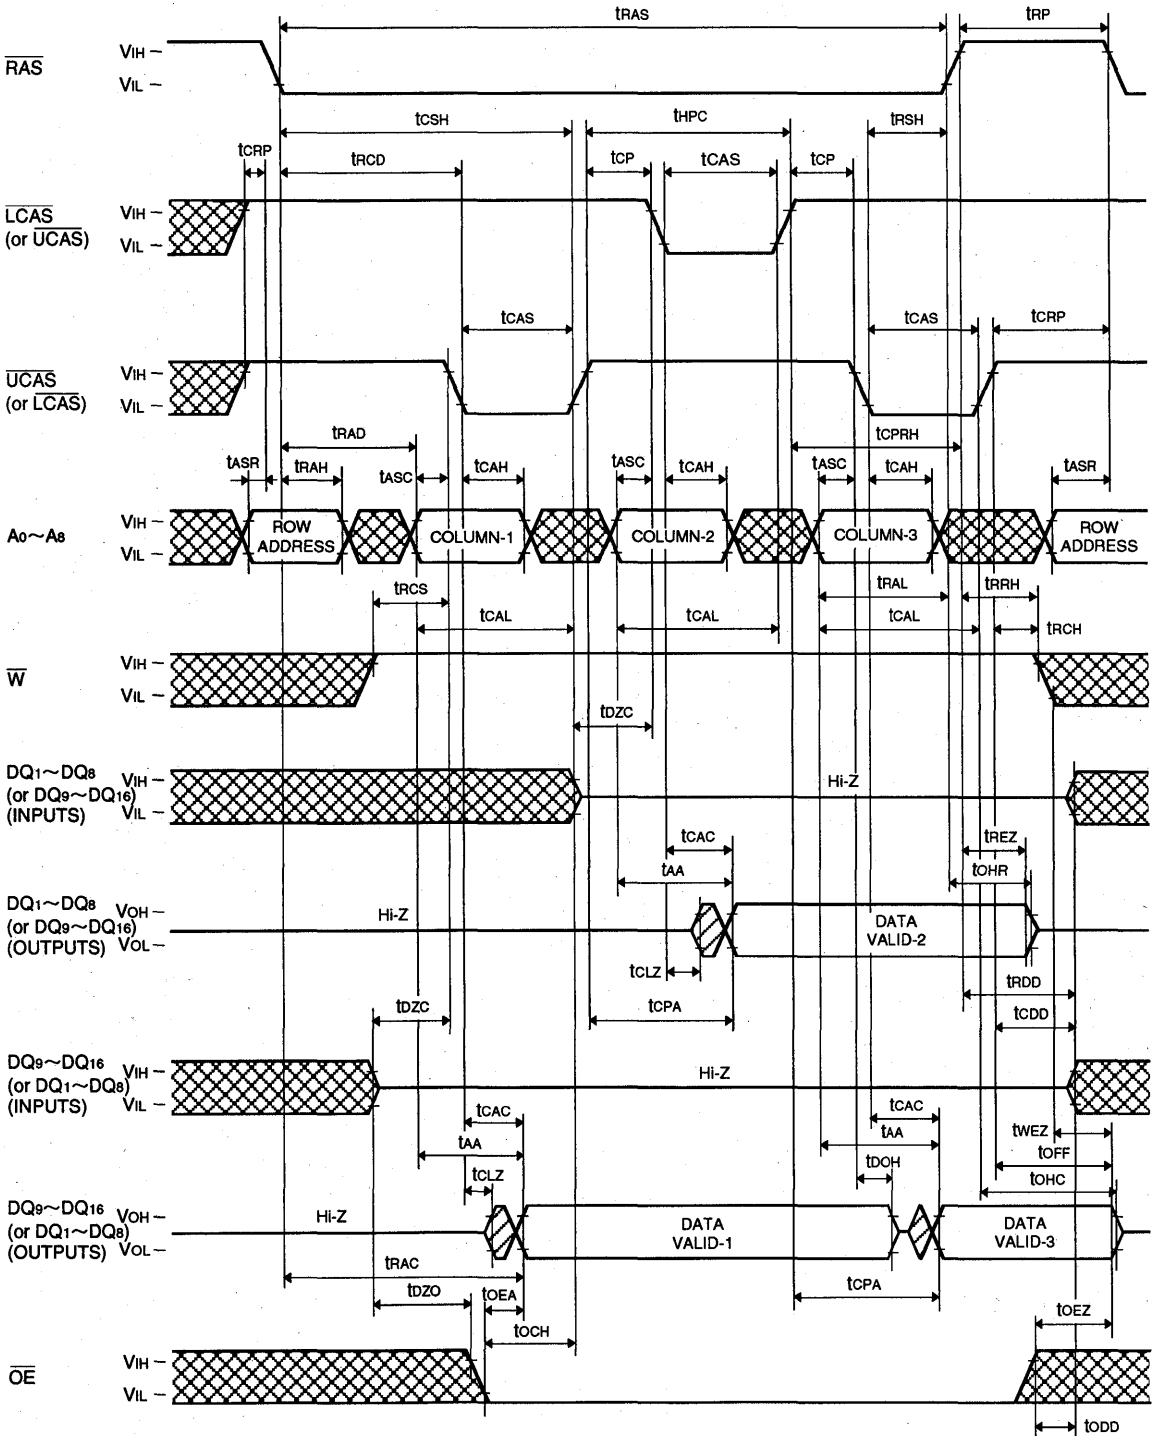 tRAS
tRP
RAS
VIH
VIL
tCSH
tHPC
tRSH
tCRP
tRCD
tCP
tCAS
tCP
LCAS
(or UCAS)
VIH
VIL
tCAS
tCAS
tCRP
UCAS
(or LCAS)
VIH
VIL
tRAD
tCPRH
tASR
tRAH
tASC
tCAH
tASC
tCAH
tASC
tCAH
tASR
A0~A8
VIH
VIL
ROW
ADDRESS
COLUMN-1
COLUMN-2
COLUMN-3
ROW
ADDRESS
tRCS
tRAL
tRRH
tCAL
tCAL
tCAL
tRCH
W
VIH
VIL
tDZC
DQ1~DQ8
(or DQ9~DQ16)
(INPUTS)
VIH
VIL
Hi-Z
tCAC
tREZ
tAA
tOHR
DQ1~DQ8
(or DQ9~DQ16)
(OUTPUTS)
VOH
VOL
Hi-Z
DATA
VALID-2
tCLZ
tRDD
tDZC
tCPA
tCDD
DQ9~DQ16
(or DQ1~DQ8)
(INPUTS)
VIH
VIL
Hi-Z
tCAC
tCAC
tWEZ
tAA
tAA
tOFF
tCLZ
tDOH
tOHC
DQ9~DQ16
(or DQ1~DQ8)
(OUTPUTS)
VOH
VOL
Hi-Z
DATA
VALID-1
DATA
VALID-3
tRAC
tCPA
tDZO
tOEA
tOEZ
tOCH
OE
VIH
VIL
tODD